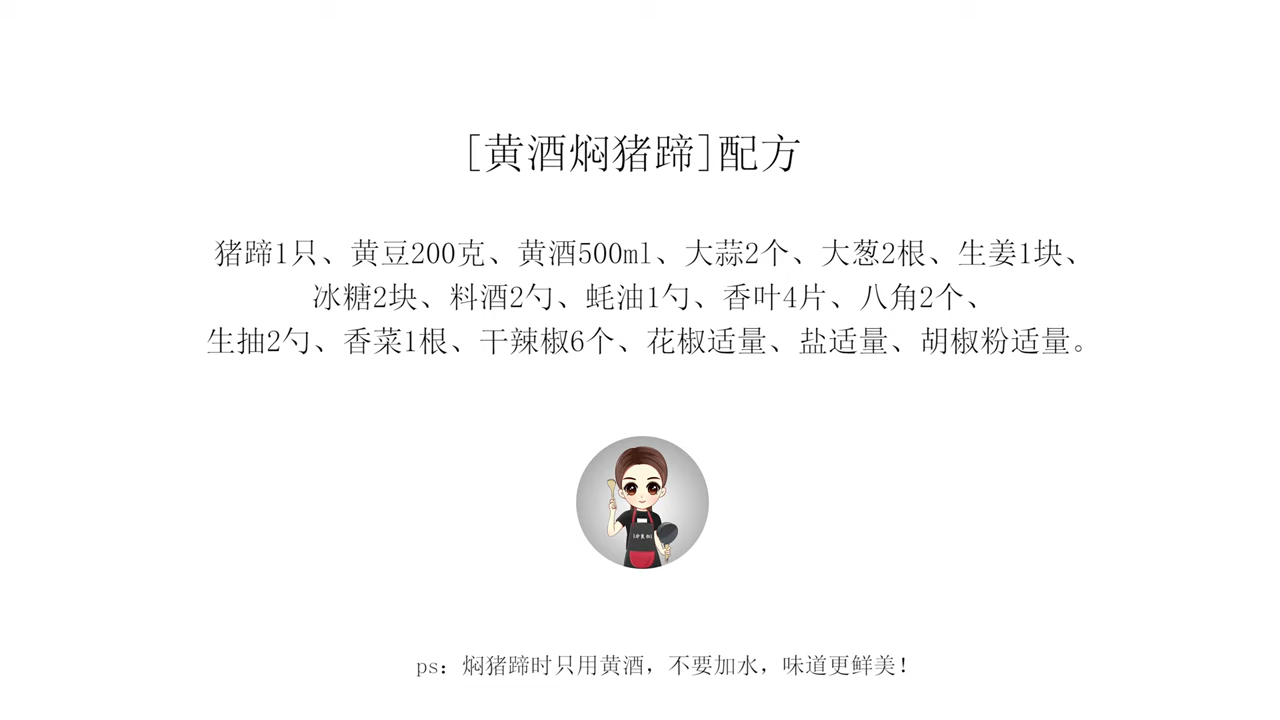 [黄酒焖猪蹄]配方
猪蹄1只、黄豆200克、黄酒500ml、大蒜2个、大葱2根、生姜1块、
冰糖2块、料酒2勺、蚝油1勺、香叶4片、八角2个、
生抽2勺、香菜1根、干辣椒6个、花椒适量、盐适量、胡椒粉适量。
ps：焖猪蹄时只用黄酒，不要加水，味道更鲜美！